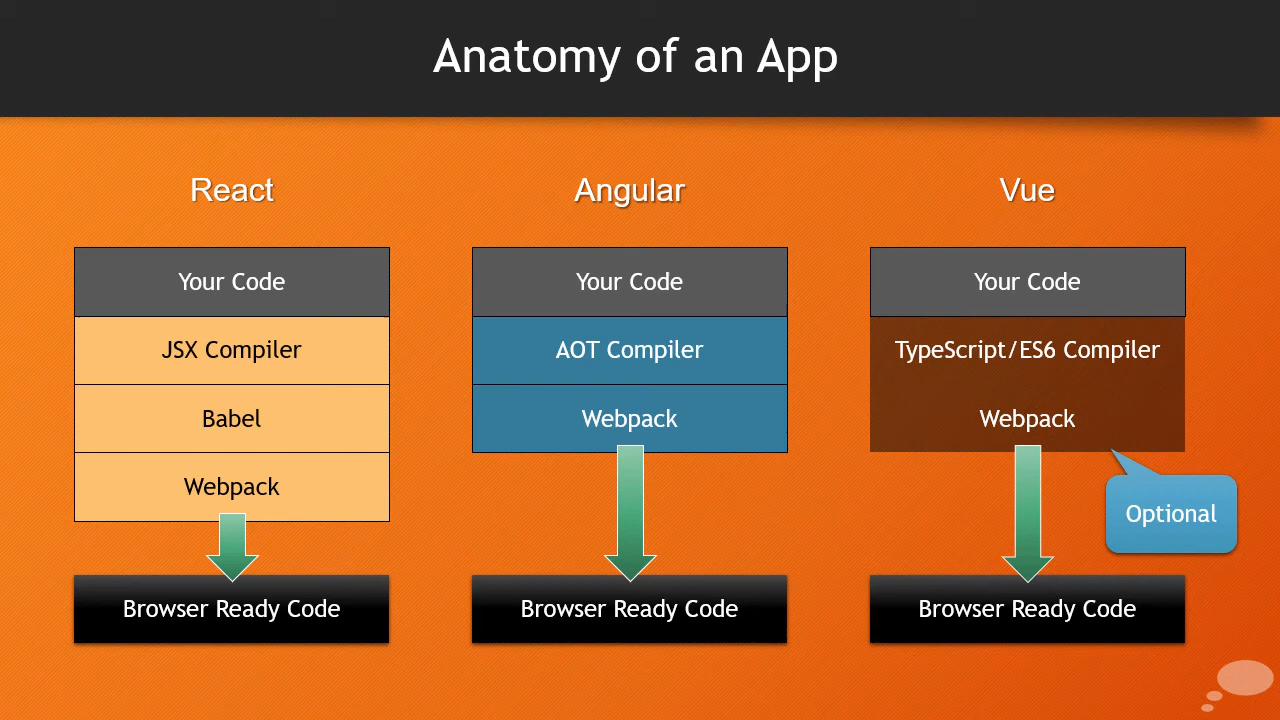 Anatomy of an App
React
Your Code
JSX Compiler
Babel
Webpack
Browser Ready Code
Angular
Your Code
AOT Compiler
Webpack
Browser Ready Code
Vue
Your Code
TypeScript/ES6 Compiler
Webpack
Optional
Browser Ready Code